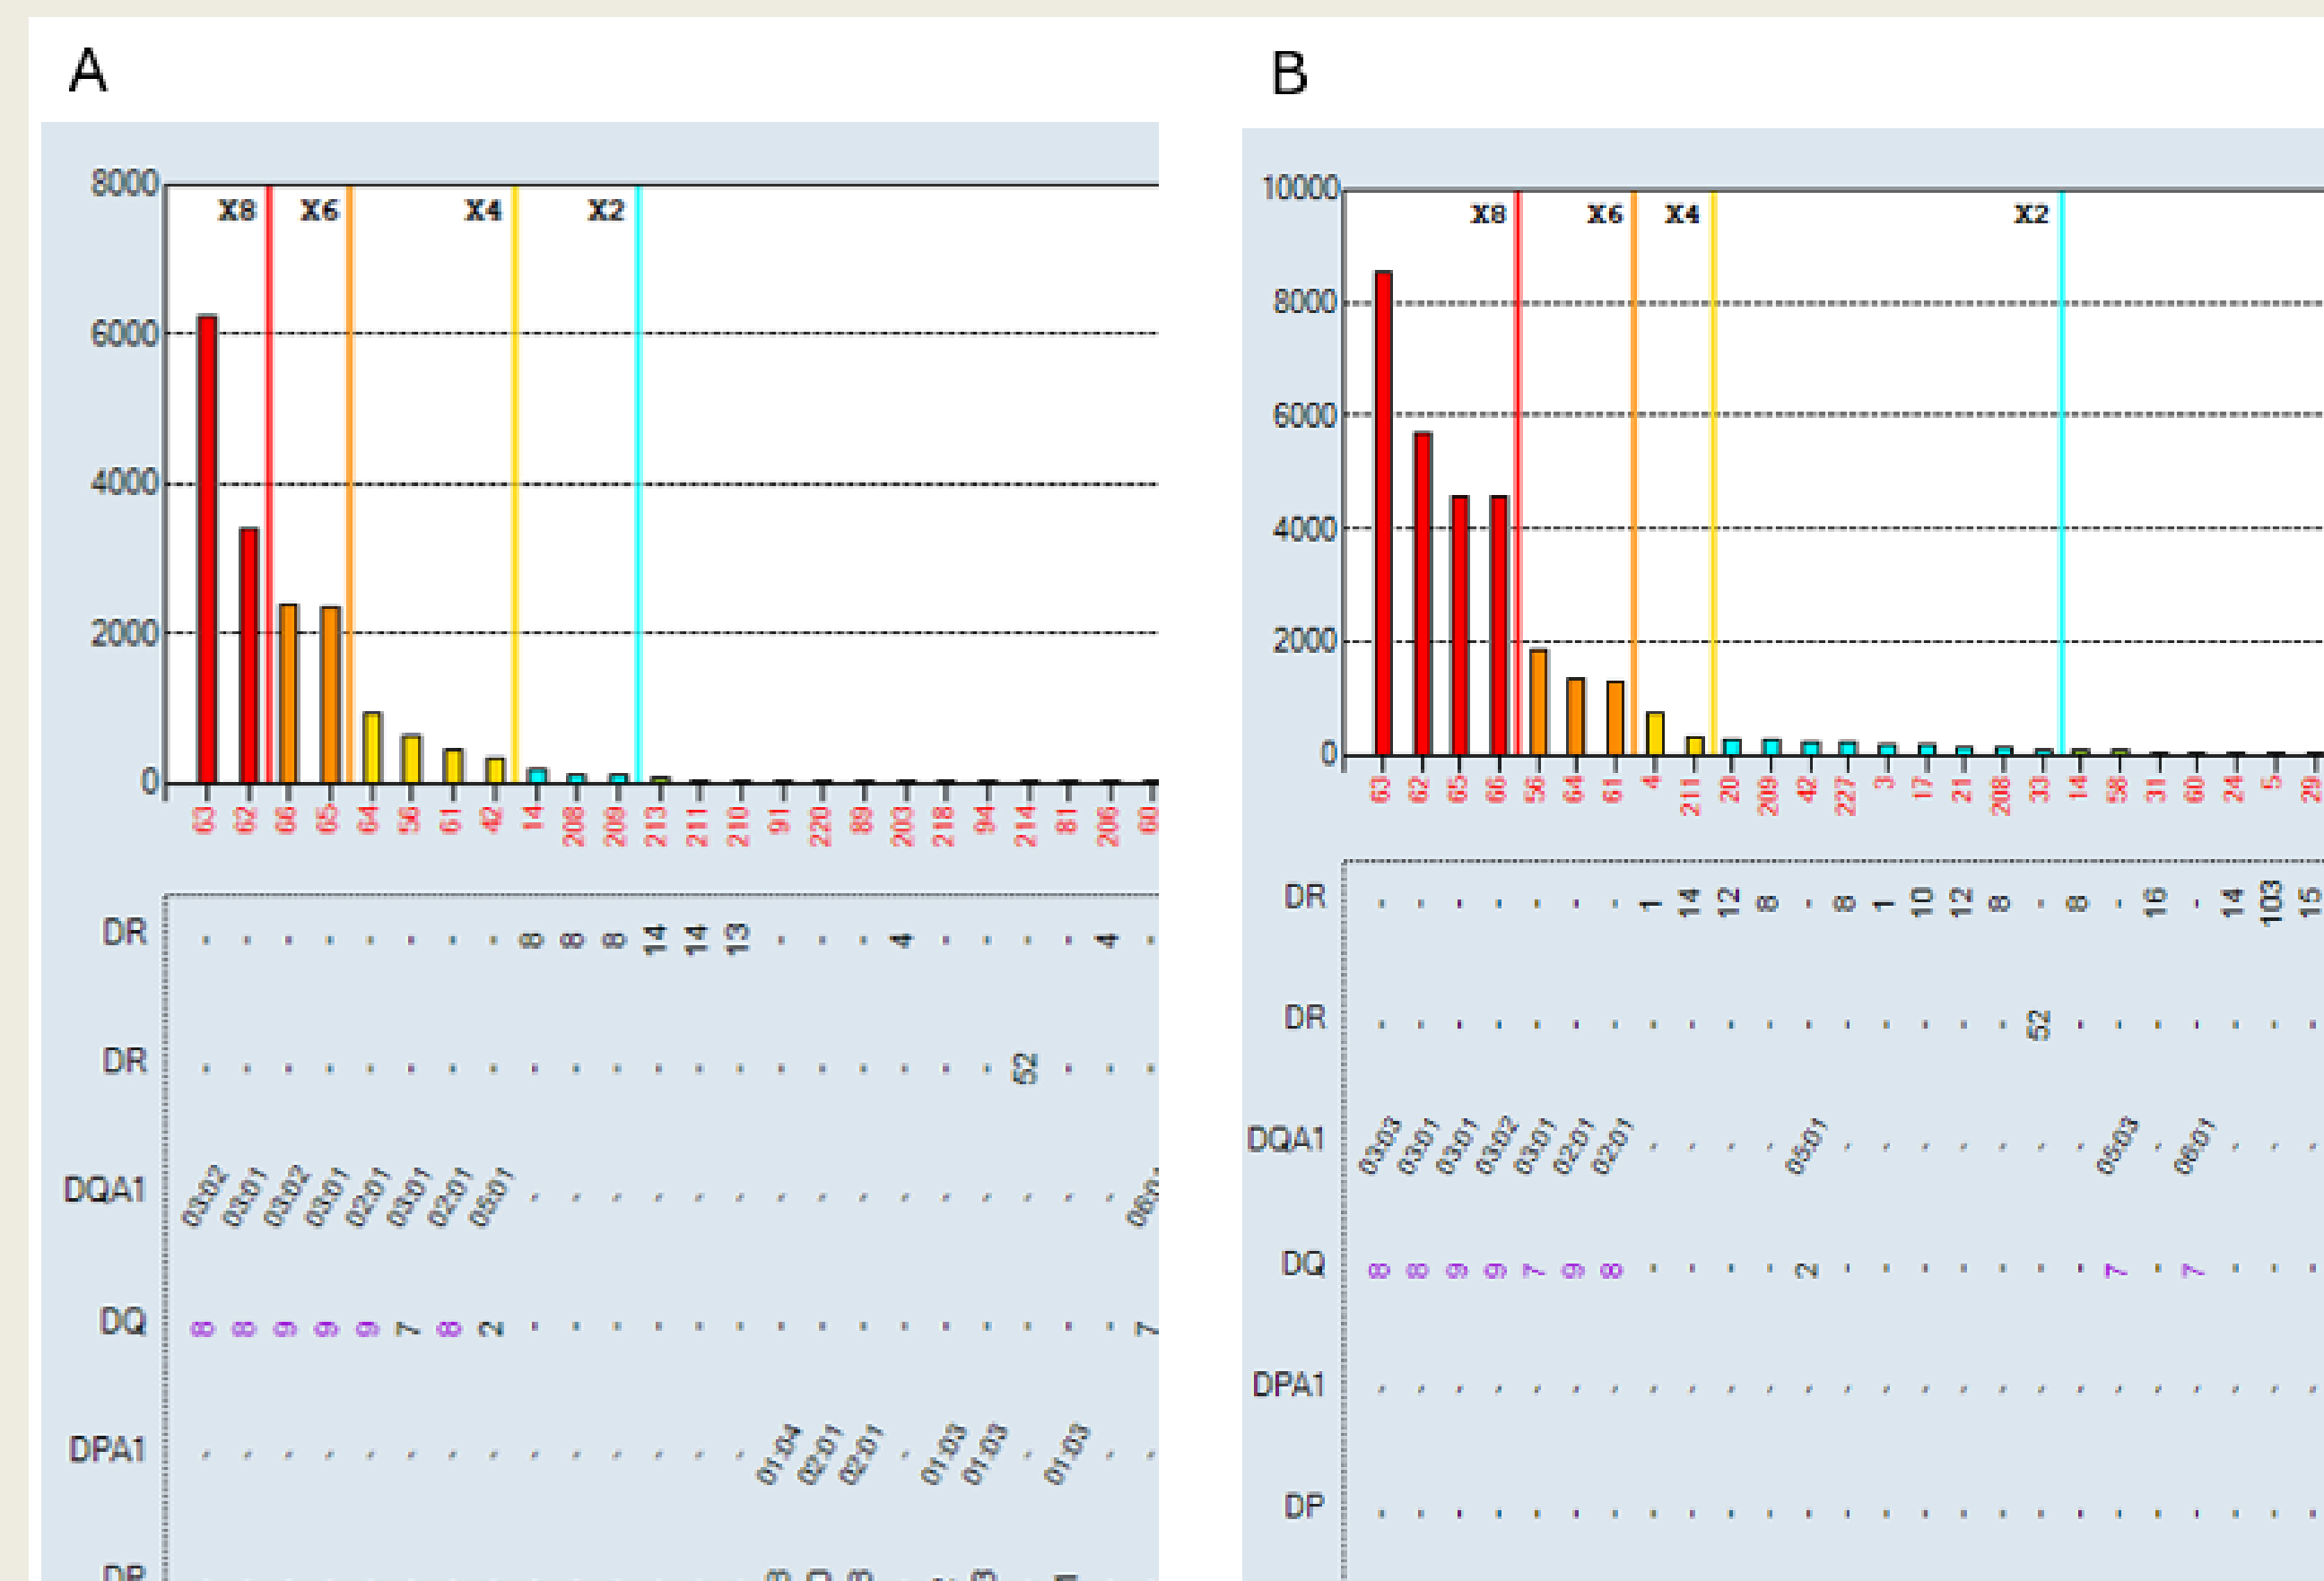 A
B
8000
6000
4000
2000
0
X8 X6 X4 X2
63 62 66 65 64 56 61 42 14 208 209 213 211 210 91 220 89 203 218 94 214 81 206 60
DR - - - - - - - - 8 8 8 14 14 13 - - - 4 - - - - 4 -
DR - - - - - - - - - - - - - - - - - - - - 52 - - -
DQA1 03:02 03:01 03:02 03:01 02:01 03:01 02:01 05:01 - - - - - - - - - - - - - - -
DQ 8 8 9 9 9 7 8 2 - - - - - - - - - - - - - - - 7
DPA1 - - - - - - - - - - - - - - 01:04 02:01 02:01 - 01:03 01:03 - 01:03 - -
DP
10000
8000
6000
4000
2000
0
X8 X6 X4 X2
63 62 65 66 56 64 61 4 211 20 209 42 227 3 17 21 208 33 14 58 31 60 24 5 29
DR - - - - - - - 1 14 12 8 - 8 1 10 12 8 - 8 - 16 - 14 103 15
DR - - - - - - - - - - - - - - - - - 52 - - - - - - -
DQA1 03:03 03:01 03:01 03:02 03:01 02:01 02:01 - - - - 05:01 - - - - - - - 05:03 - 06:01 - - -
DQ 8 8 9 9 7 9 8 - - - - 2 - - - - - - - 7 - 7 - - -
DPA1 - - - - - - - - - - - - - - - - - - - - - - - - -
DP - - - - - - - - - - - - - - - - - - - - - - - - -